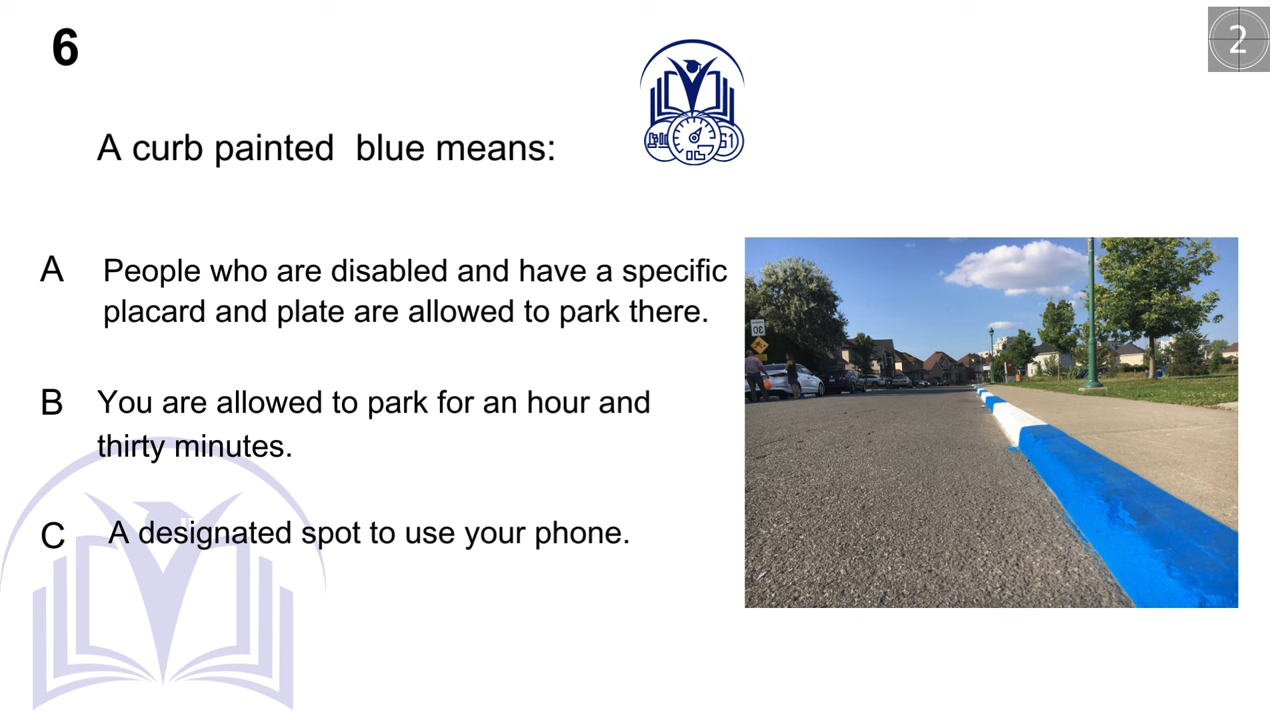 6
2
A curb painted  blue means:
A People who are disabled and have a specific
placard and plate are allowed to park there.
B You are allowed to park for an hour and
thirty minutes.
C A designated spot to use your phone.
30